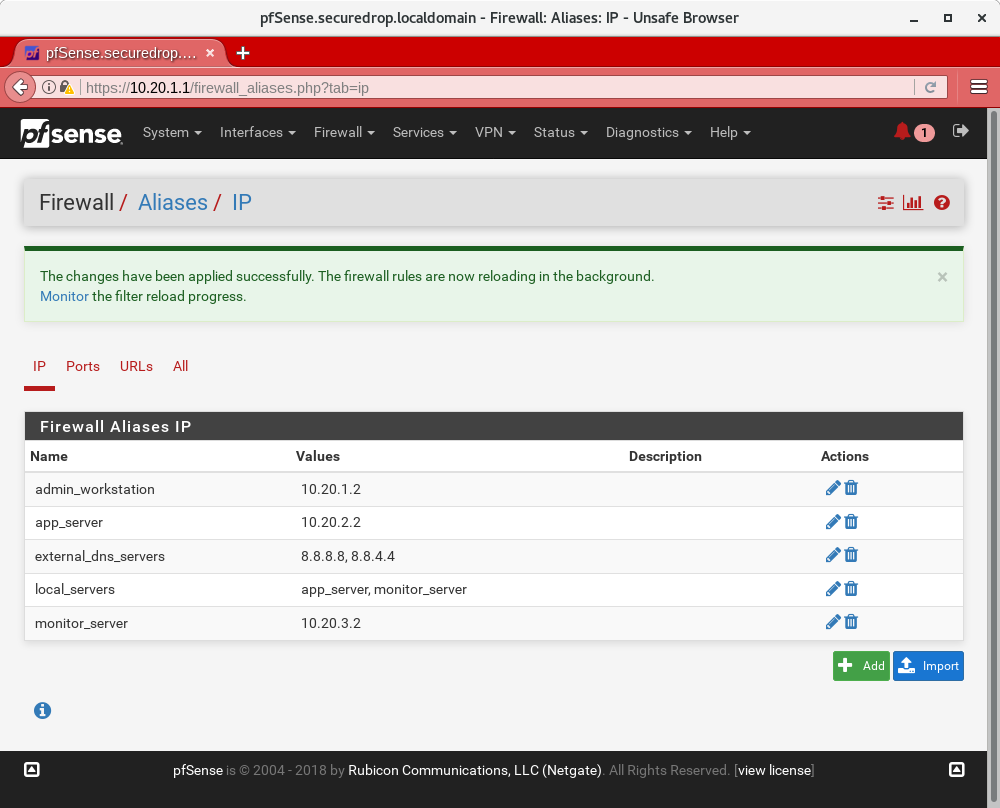 pfSense.securedrop.localdomain - Firewall: Aliases: IP - Unsafe Browser
pfSense.securedrop.…
https://10.20.1.1/firewall_aliases.php?tab=ip
pfsense System Interfaces Firewall Services VPN Status Diagnostics Help 1
Firewall / Aliases / IP
The changes have been applied successfully. The firewall rules are now reloading in the background.
Monitor the filter reload progress.
IP Ports URLs All
Firewall Aliases IP
Name Values Description Actions
admin_workstation 10.20.1.2
app_server 10.20.2.2
external_dns_servers 8.8.8.8, 8.8.4.4
local_servers app_server, monitor_server
monitor_server 10.20.3.2
Add Import
pfSense is © 2004 - 2018 by Rubicon Communications, LLC (Netgate). All Rights Reserved. [view license]